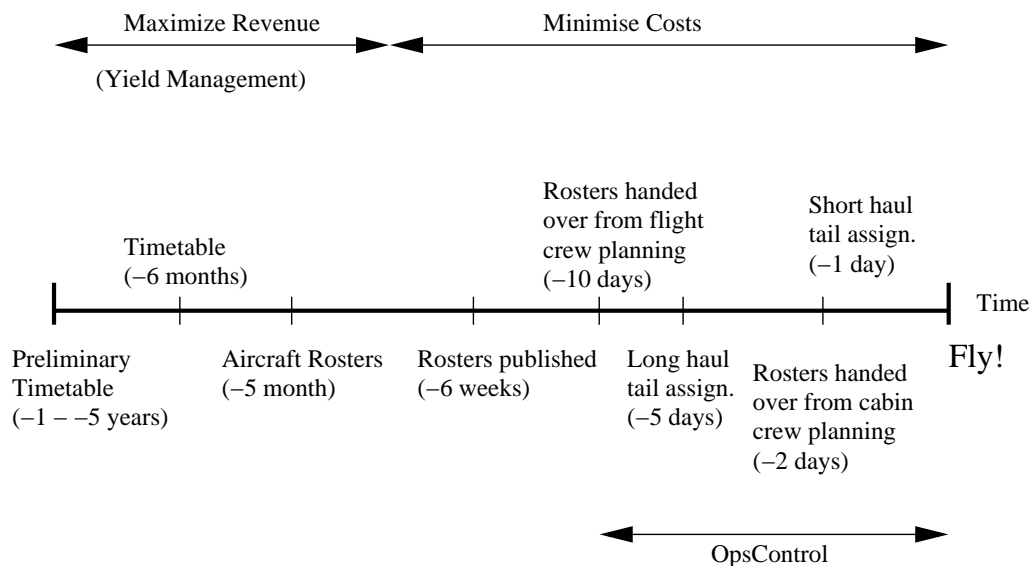 Maximize Revenue
Minimise Costs
(Yield Management)
Rosters handed
over from flight
crew planning
(−10 days)
Short haul
tail assign.
(−1 day)
Timetable
(−6 months)
Time
Preliminary
Timetable
(−1 − −5 years)
Aircraft Rosters
(−5 month)
Rosters published
(−6 weeks)
Long haul
tail assign.
(−5 days)
Rosters handed
over from cabin
crew planning
(−2 days)
Fly!
OpsControl